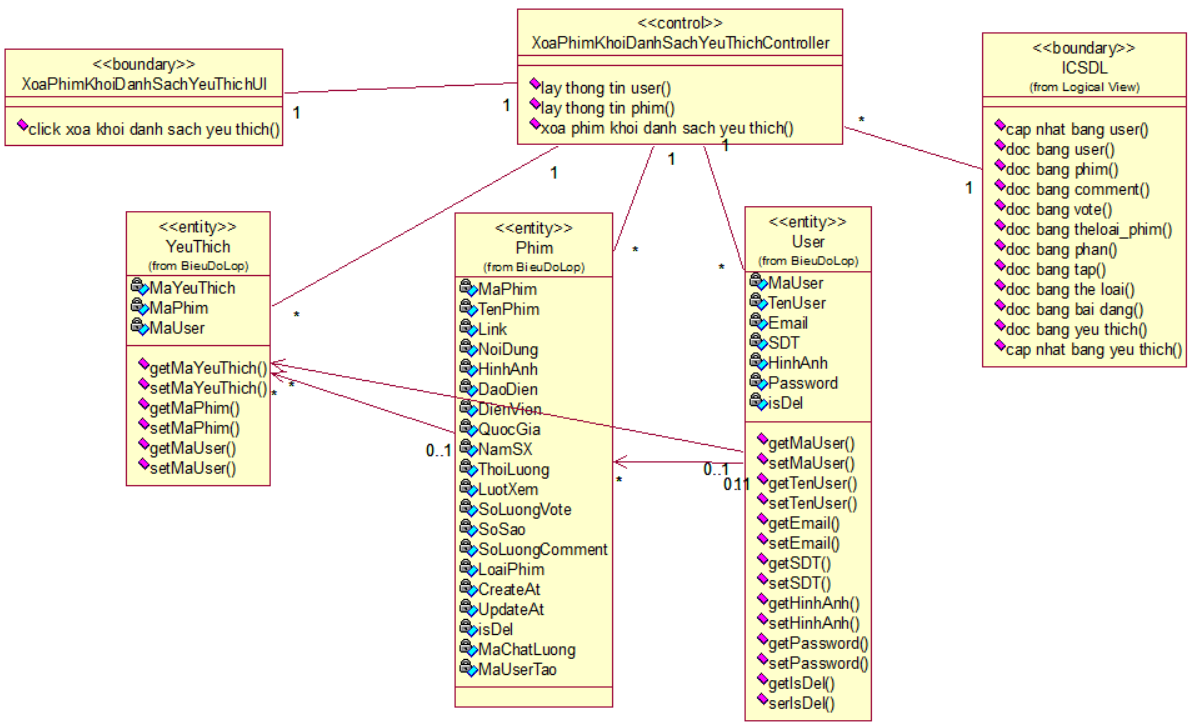 <<boundary>>
XoaPhimKhoiDanhSachYeuThichUI
click xoa khoi danh sach yeu thich()
1
1
<<control>>
XoaPhimKhoiDanhSachYeuThichController
lay thong tin user()
lay thong tin phim()
xoa phim khoi danh sach yeu thich()
1
1
1
*
1
<<boundary>>
ICSDL
(from Logical View)
cap nhat bang user()
doc bang user()
doc bang phim()
doc bang comment()
doc bang vote()
doc bang theloai_phim()
doc bang phan()
doc bang tap()
doc bang the loai()
doc bang bai dang()
doc bang yeu thich()
cap nhat bang yeu thich()
<<entity>>
YeuThich
(from BieuDoLop)
MaYeuThich
MaPhim
MaUser
getMaYeuThich()
setMaYeuThich()
getMaPhim()
setMaPhim()
getMaUser()
setMaUser()
*
*
*
0..1
<<entity>>
Phim
(from BieuDoLop)
MaPhim
TenPhim
Link
NoiDung
HinhAnh
DaoDien
DienVion
QuocGia
NamSX
ThoiLuong
LuotXem
SoLuongVote
SoSao
SoLuongComment
LoaiPhim
CreateAt
UpdateAt
isDel
MaChatLuong
MaUserTao
*
*
*
0..1
<<entity>>
User
(from BieuDoLop)
MaUser
TenUser
Email
SDT
HinhAnh
Password
isDel
getMaUser()
setMaUser()
getTenUser()
setTenUser()
getEmail()
setEmail()
getSDT()
setSDT()
getHinhAnh()
setHinhAnh()
getPassword()
setPassword()
getIsDel()
serIsDel()